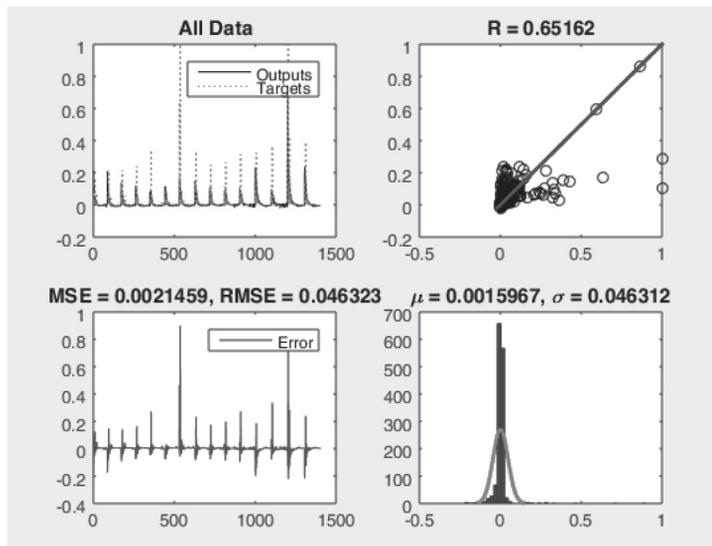 All Data
1
0.8
0.6
0.4
0.2
0
-0.2
0 500 1000 1500
Outputs
Targets
R = 0.65162
1
0.8
0.6
0.4
0.2
0
-0.2
-0.5 0 0.5 1
MSE = 0.0021459, RMSE = 0.046323
1
0.8
0.6
0.4
0.2
0
-0.2
-0.4
0 500 1000 1500
Error
μ = 0.0015967, σ = 0.046312
700
600
500
400
300
200
100
0
-0.5 0 0.5 1